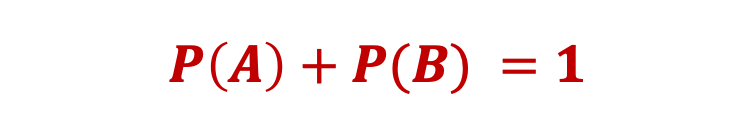 P(A) + P(B) = 1